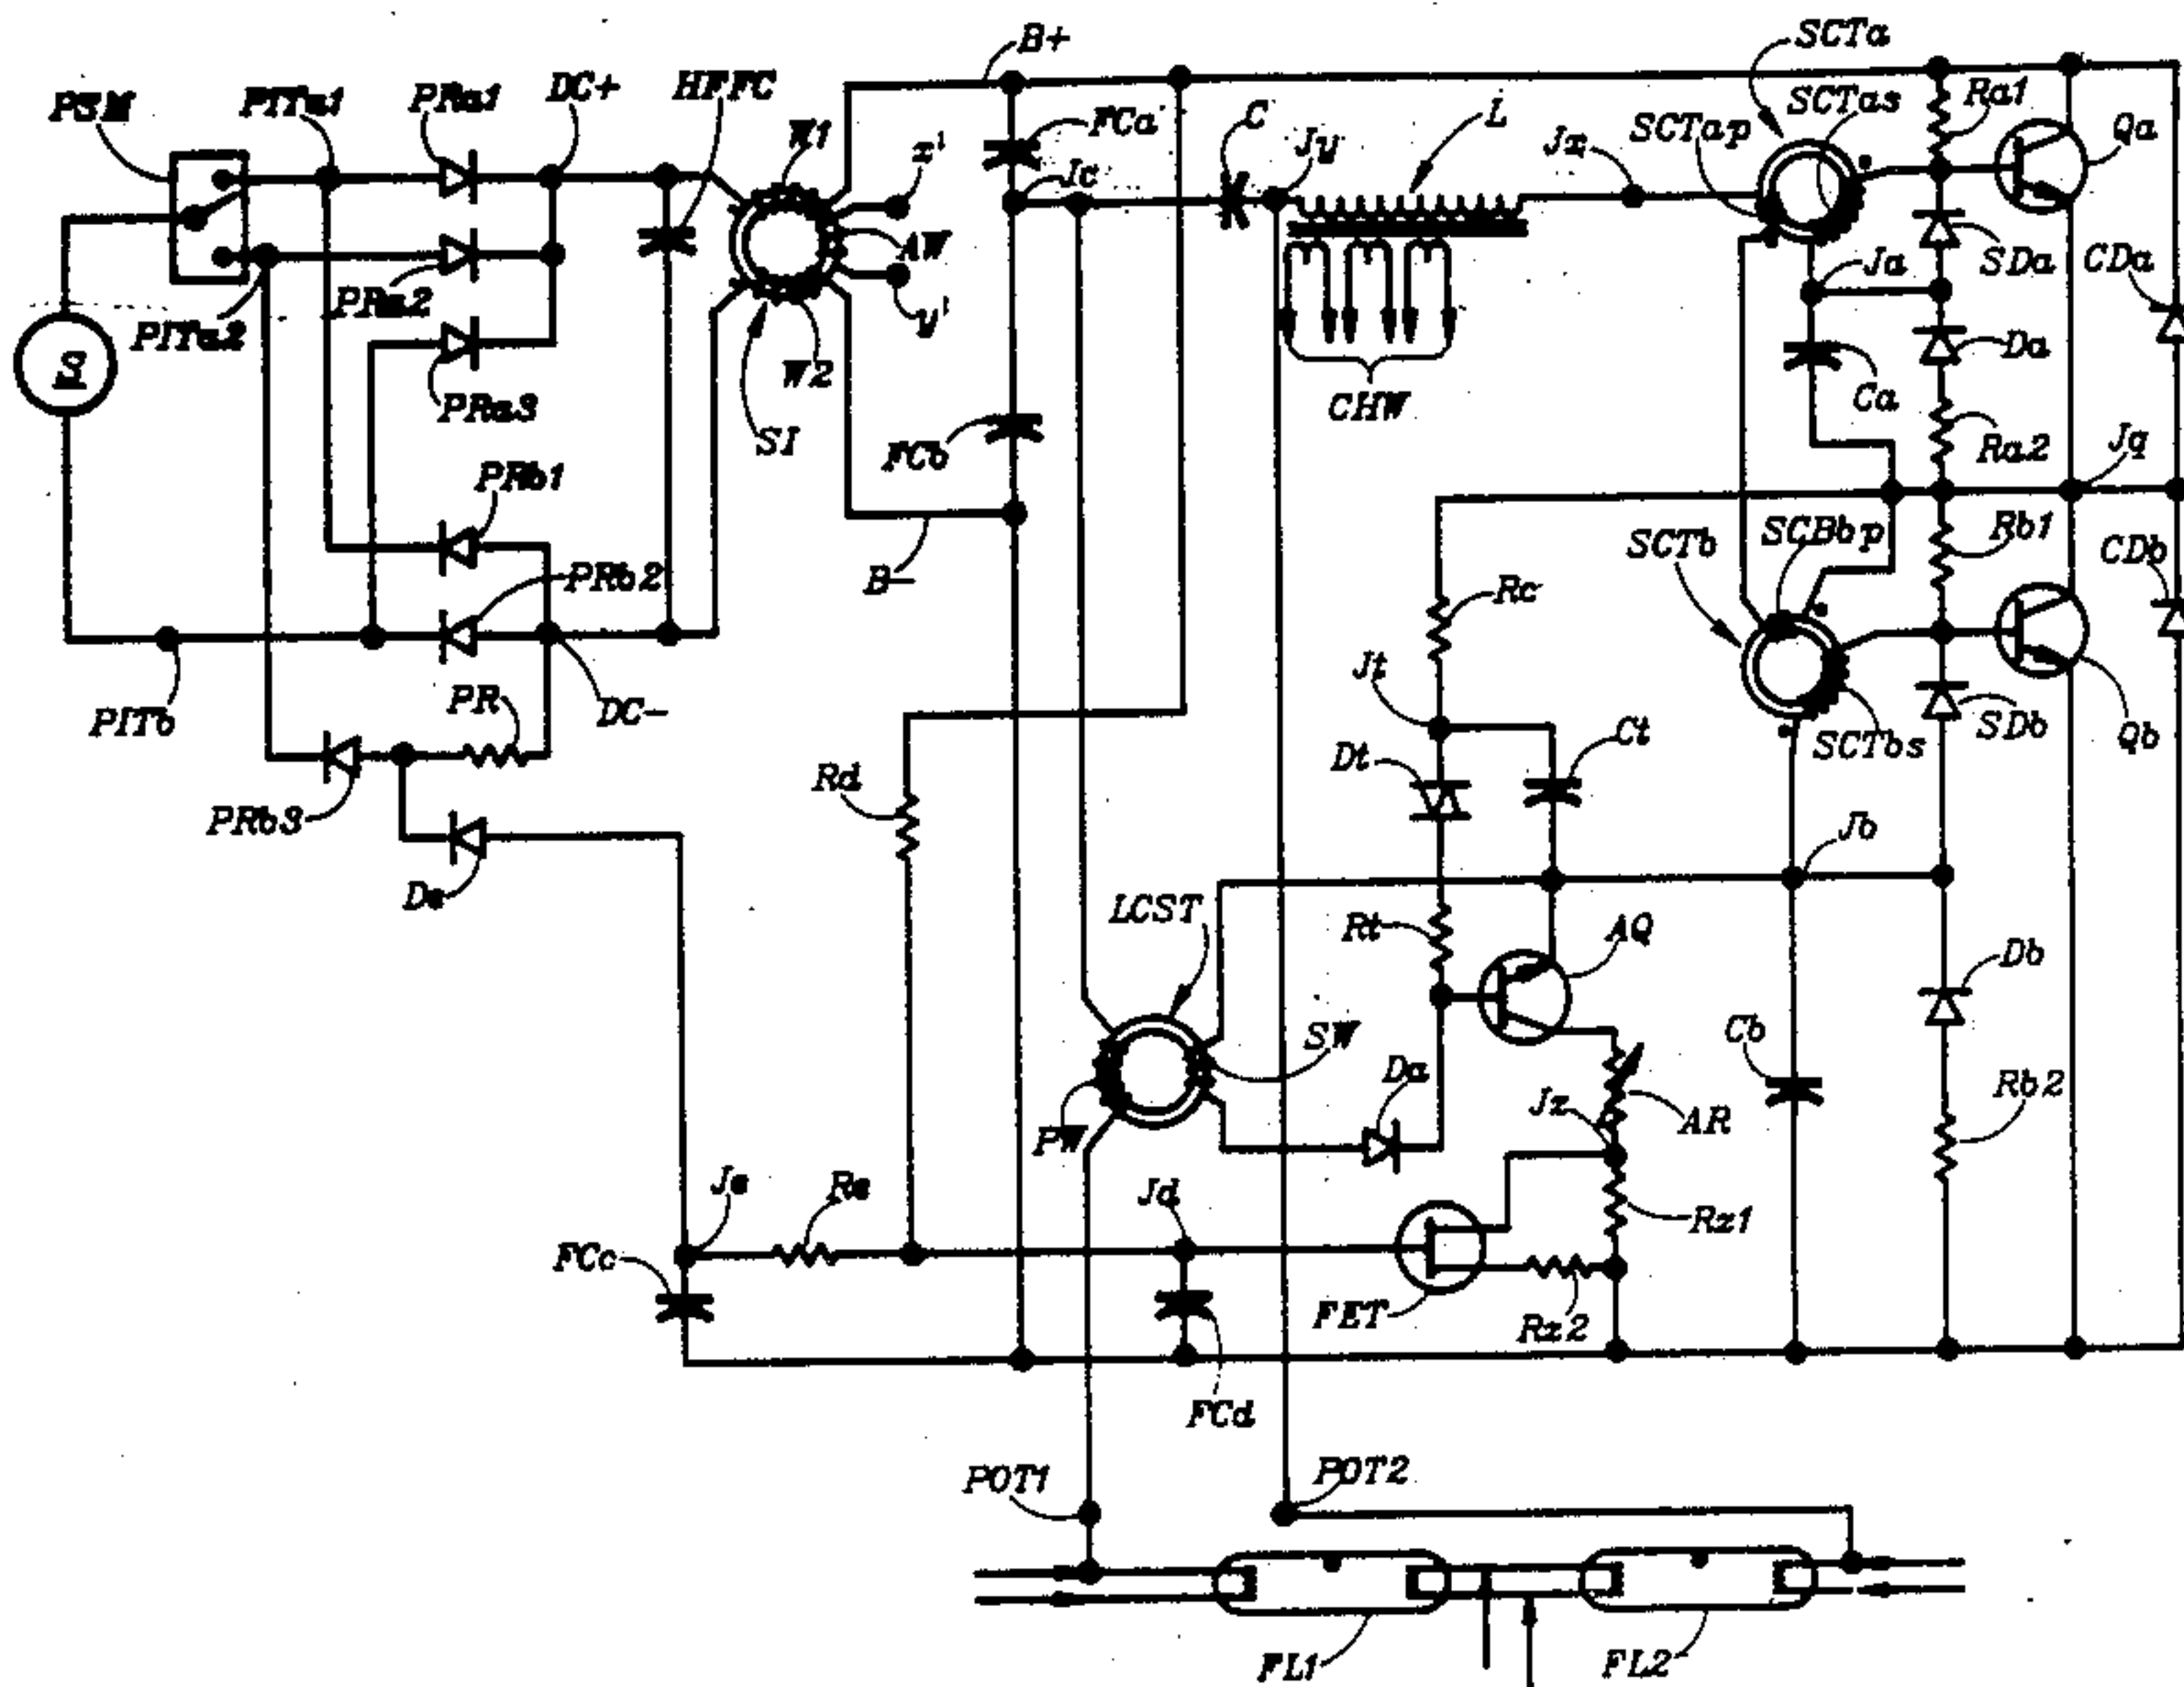 B+
SCTa
PSM
PITa1
PRa1
DC+
HFFC
FCa
C
Jy
L
Jx
SCTap
SCTas
Ra1
Qa
W1
x'
Jc
AW
y'
Ja
SDa
CDa
PITa2
PRa2
S
PRa3
W2
SI
FCb
CHW
Ca
Da
Ra2
Jq
PRb1
PRb2
B-
SCTb
SCBbp
Rb1
CDb
Rc
PITb
PR
DC-
Jt
Dt
Ct
SCTbs
SDb
Qb
PRb3
De
Rd
Jb
LCST
Rt
AQ
Db
SW
Da
Cb
Rb2
PW
Jz
AR
Je
Re
Jd
Rz1
FCc
FET
Rz2
FCd
POT1
POT2
FL1
FL2